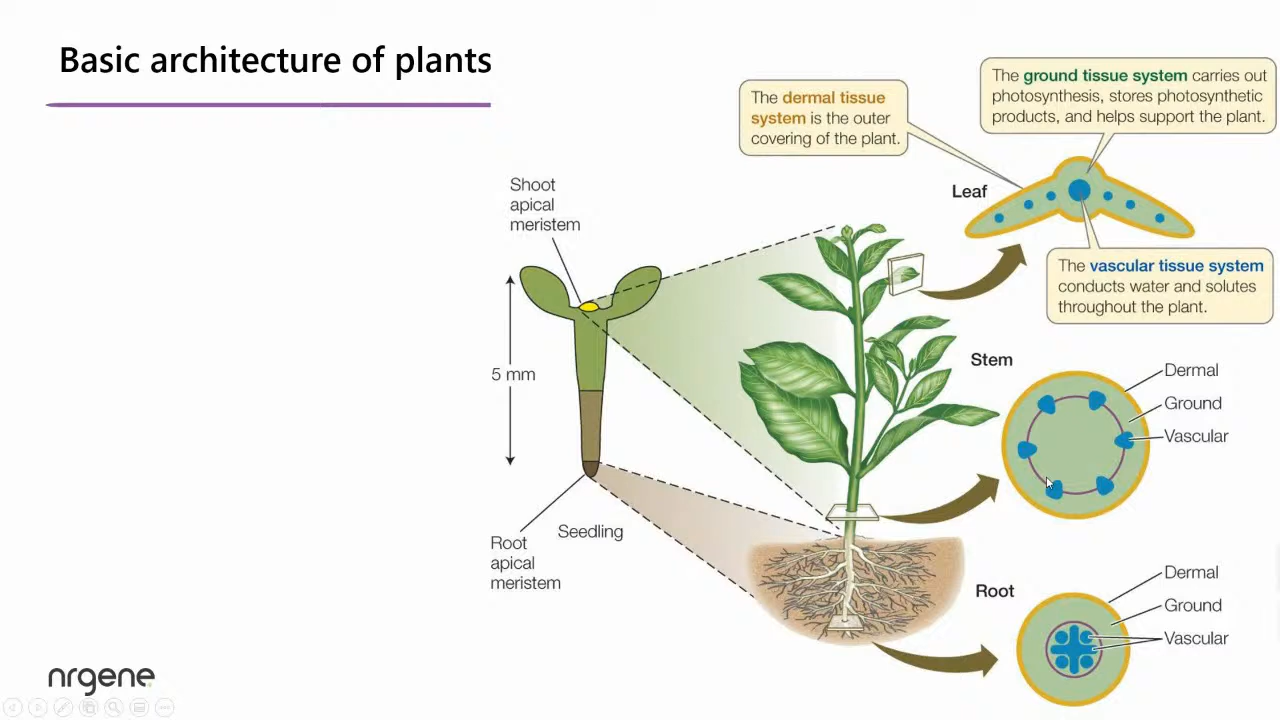 Basic architecture of plants
The dermal tissue
system is the outer
covering of the plant.
The ground tissue system carries out
photosynthesis, stores photosynthetic
products, and helps support the plant.
Leaf
The vascular tissue system
conducts water and solutes
throughout the plant.
Shoot
apical
meristem
5 mm
Seedling
Root
apical
meristem
Stem
Dermal
Ground
Vascular
Root
Dermal
Ground
Vascular
nrgene